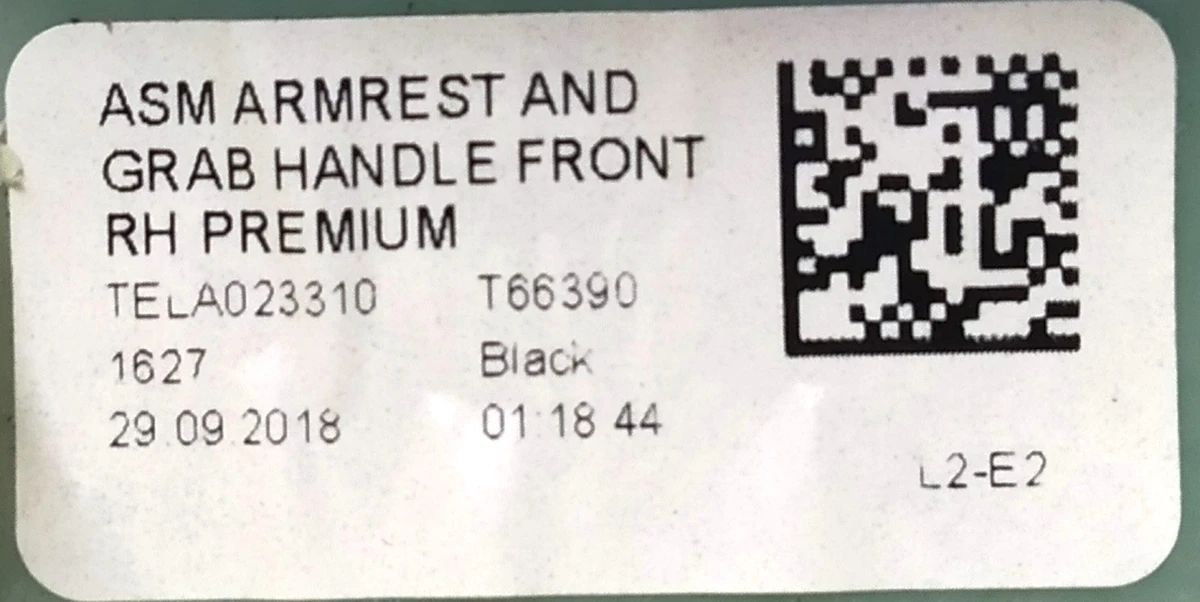 ASM ARMREST AND
GRAB HANDLE FRONT
RH PREMIUM
TELA023310 T66390
1627 Black
29.09.2018 01:18:44
L2-E2